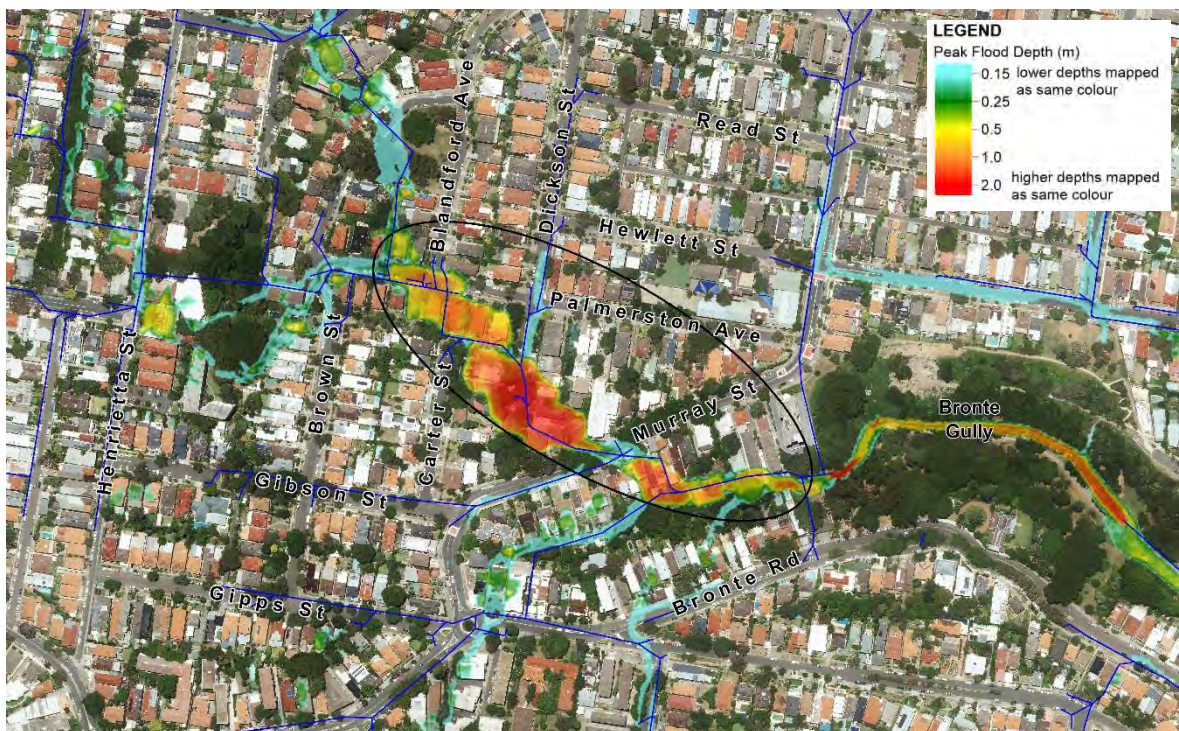 LEGEND
Peak Flood Depth (m)
0.15 lower depths mapped
as same colour
0.25
0.5
1.0
2.0 higher depths mapped
as same colour
Blandford Ave
Dickson St
Read St
Hewlett St
Palmerston Ave
Murray St
Bronte
Gully
Henrietta St
Brown St
Carter St
Gibson St
Gipps St
Bronte Rd